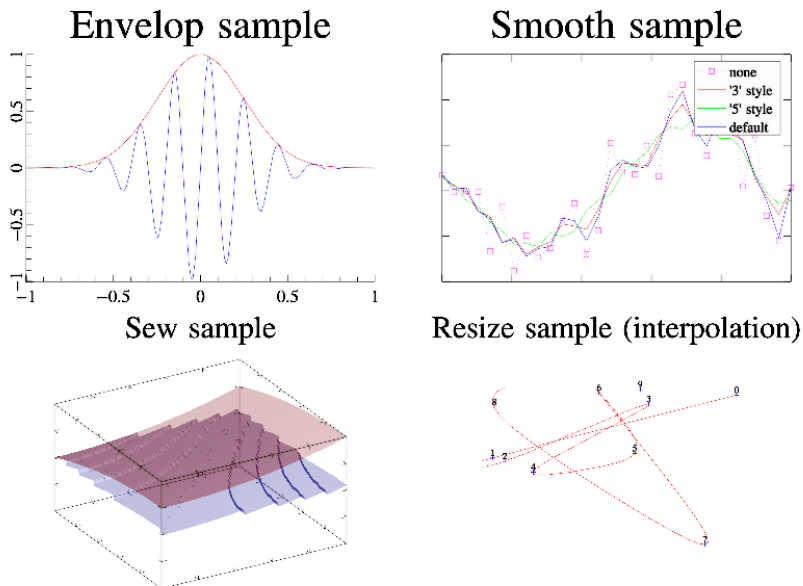 Envelop sample
Smooth sample
1
0.5
0
−0.5
−1
−1
−0.5
0
0.5
1
none
'3' style
'5' style
default
Sew sample
Resize sample (interpolation)
0
1
2
3
4
5
6
7
8
9